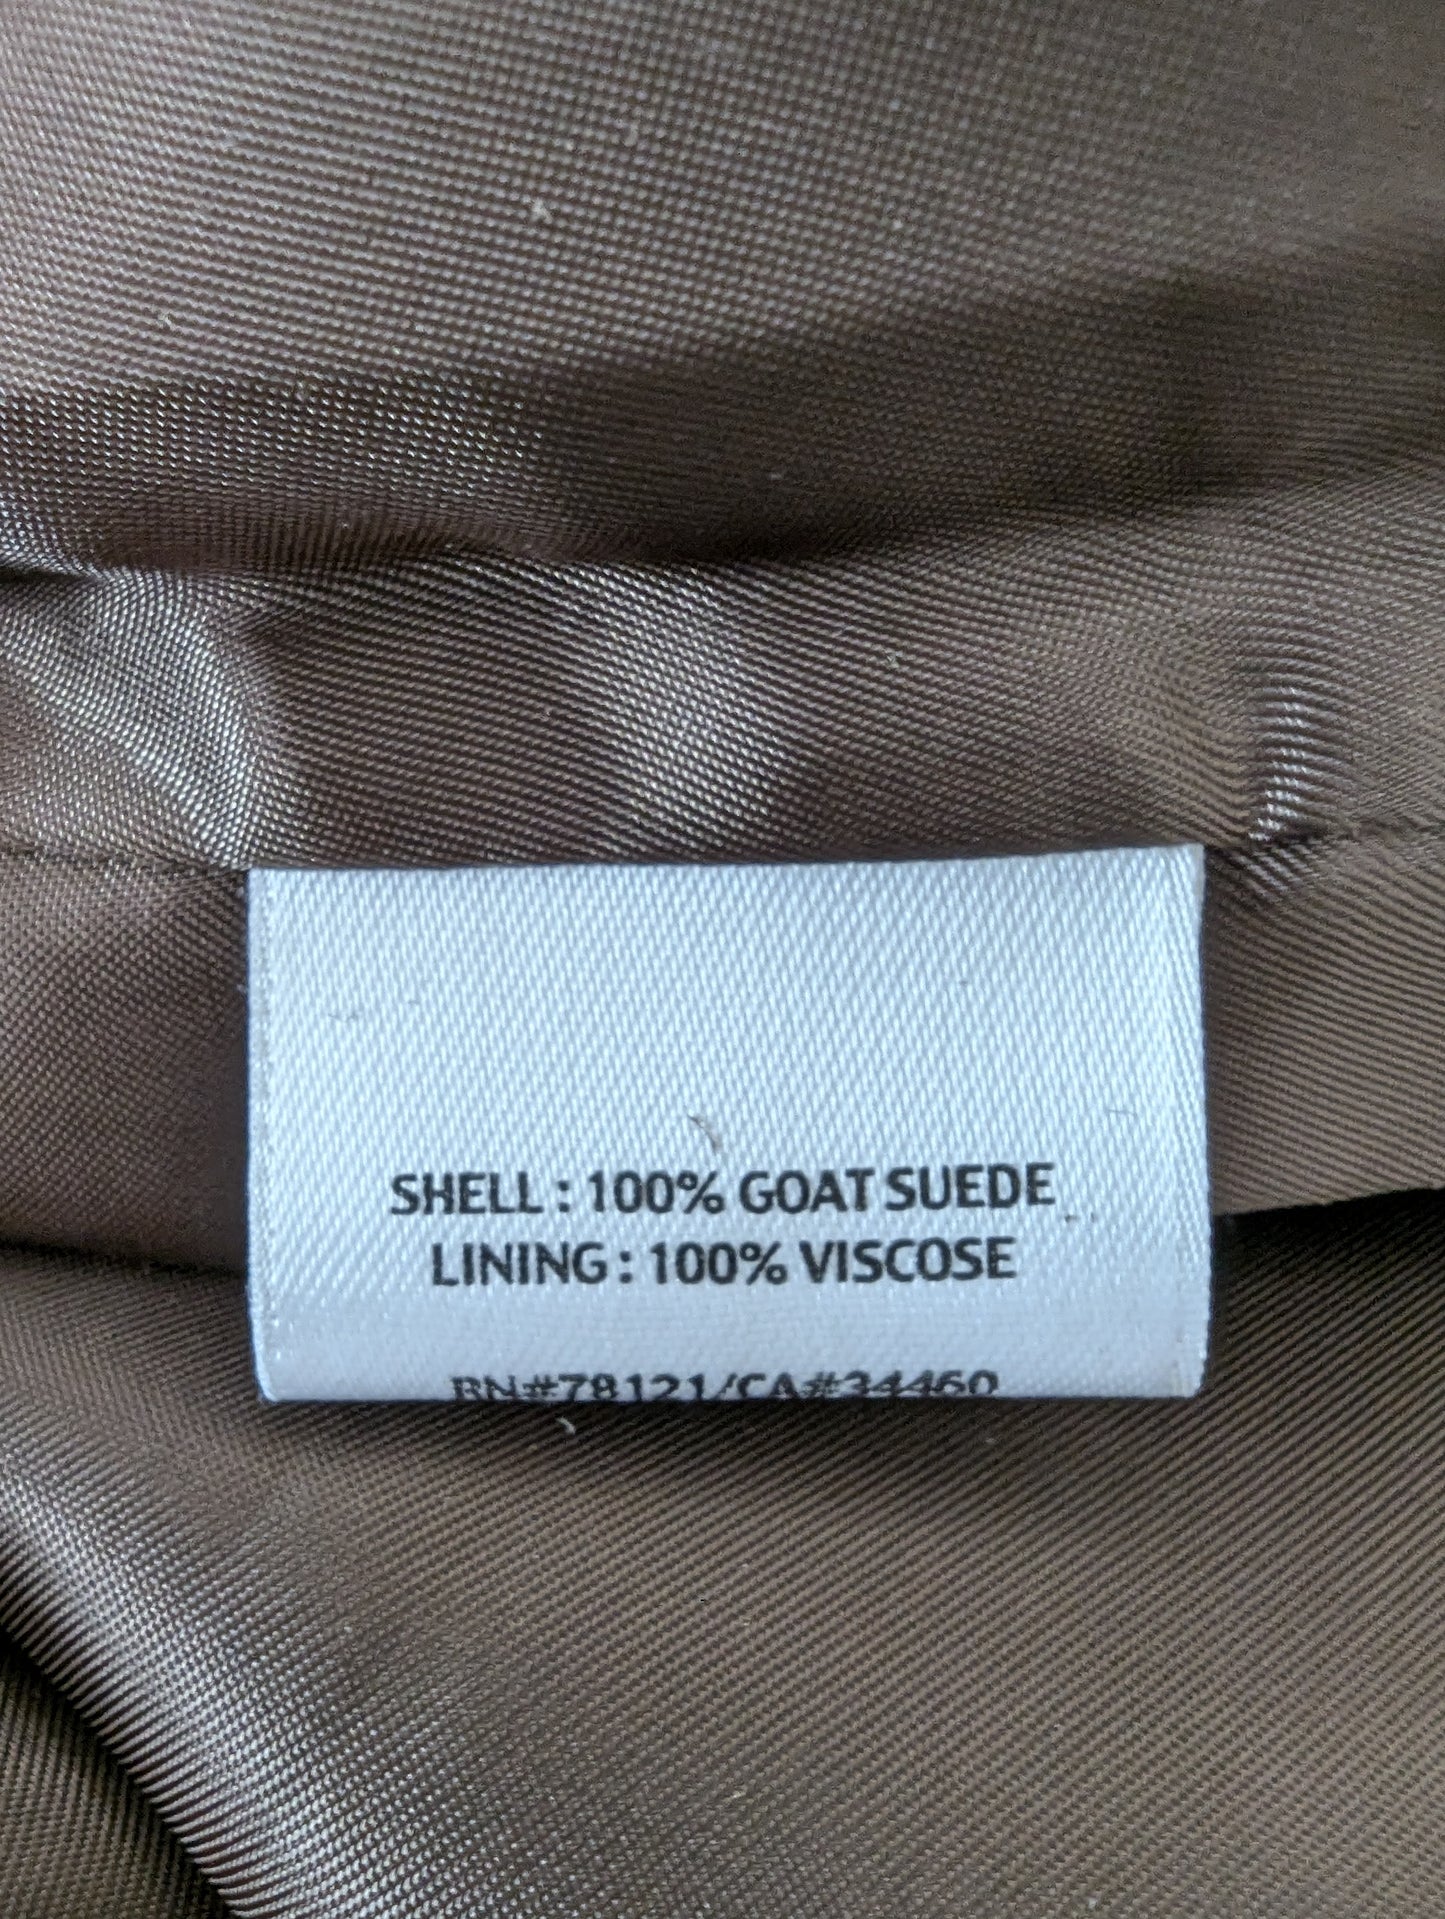 SHELL : 100% GOAT SUEDE
LINING : 100% VISCOSE
RN#78121/CA#34460